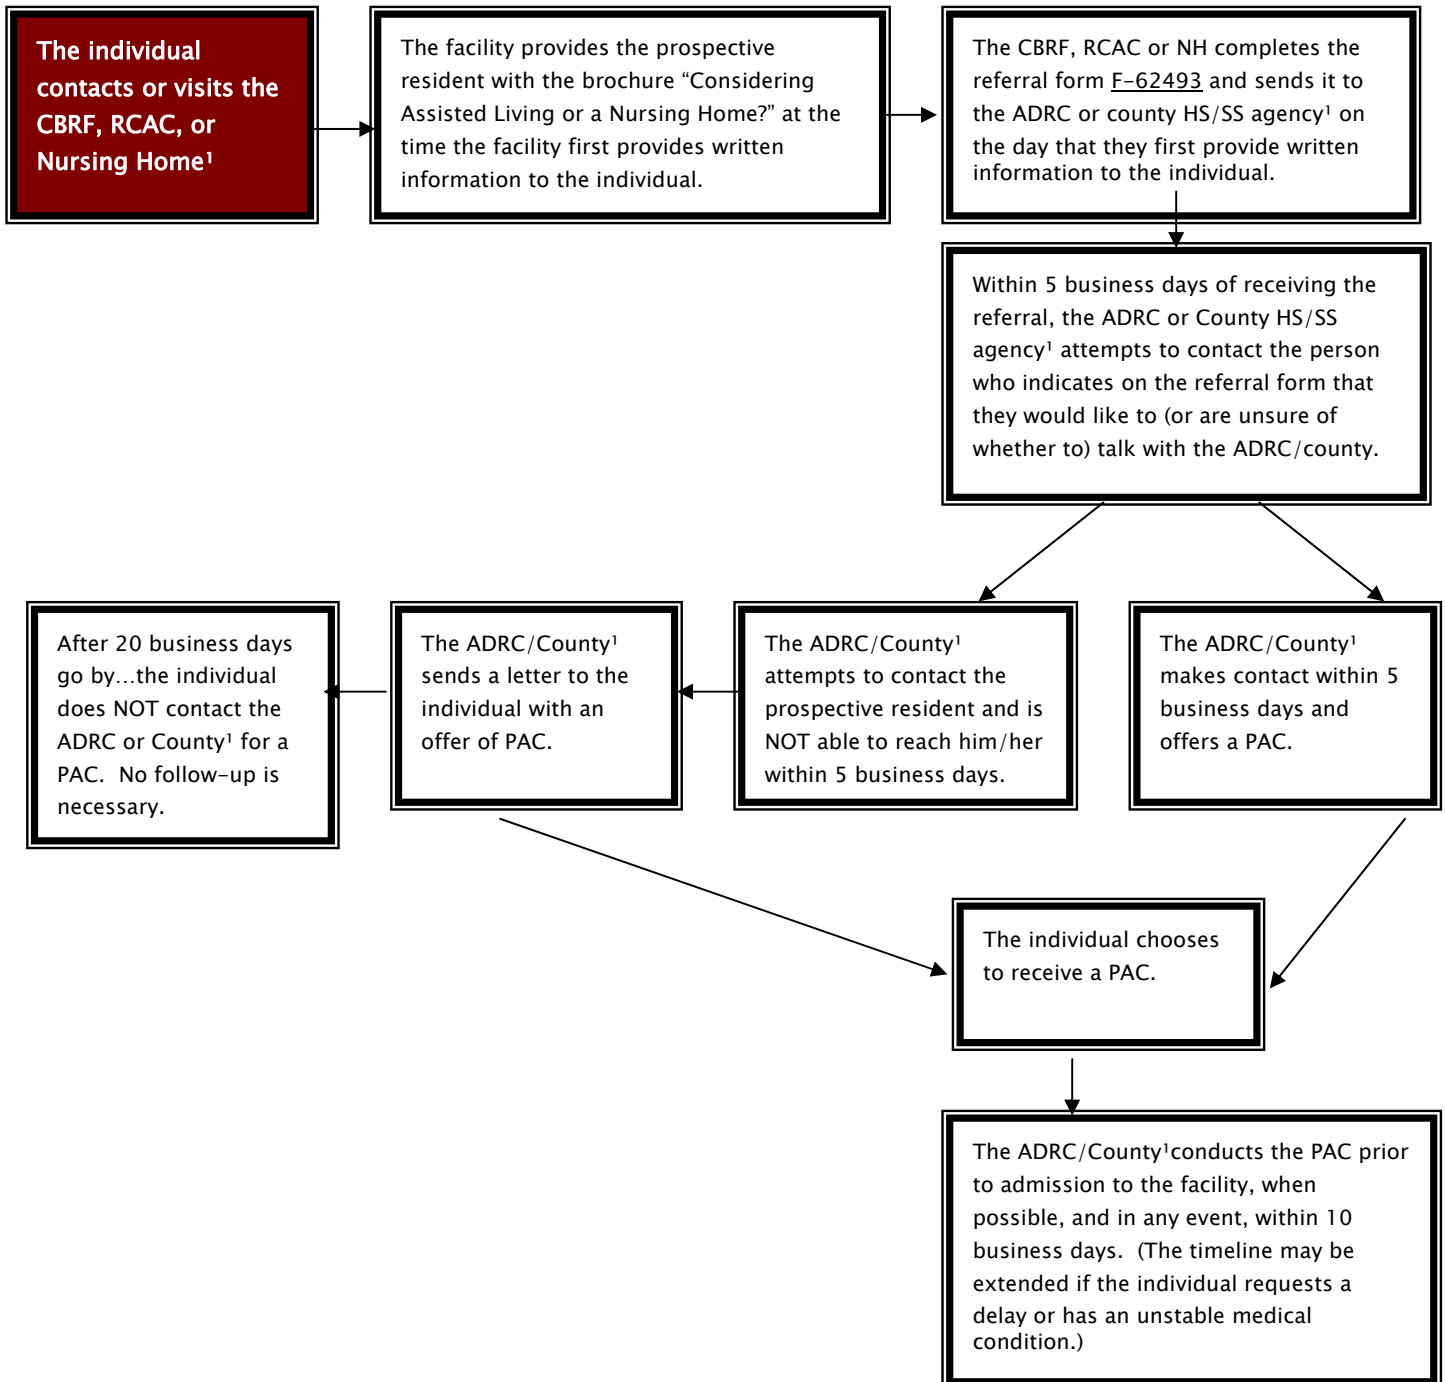 The individual
contacts or visits the
CBRF, RCAC, or
Nursing Home¹
The facility provides the prospective
resident with the brochure “Considering
Assisted Living or a Nursing Home?” at the
time the facility first provides written
information to the individual.
The CBRF, RCAC or NH completes the
referral form F-62493 and sends it to
the ADRC or county HS/SS agency¹ on
the day that they first provide written
information to the individual.
Within 5 business days of receiving the
referral, the ADRC or County HS/SS
agency¹ attempts to contact the person
who indicates on the referral form that
they would like to (or are unsure of
whether to) talk with the ADRC/county.
After 20 business days
go by…the individual
does NOT contact the
ADRC or County¹ for a
PAC.  No follow-up is
necessary.
The ADRC/County¹
sends a letter to the
individual with an
offer of PAC.
The ADRC/County¹
attempts to contact the
prospective resident and is
NOT able to reach him/her
within 5 business days.
The ADRC/County¹
makes contact within 5
business days and
offers a PAC.
The individual chooses
to receive a PAC.
The ADRC/County¹conducts the PAC prior
to admission to the facility, when
possible, and in any event, within 10
business days.  (The timeline may be
extended if the individual requests a
delay or has an unstable medical
condition.)